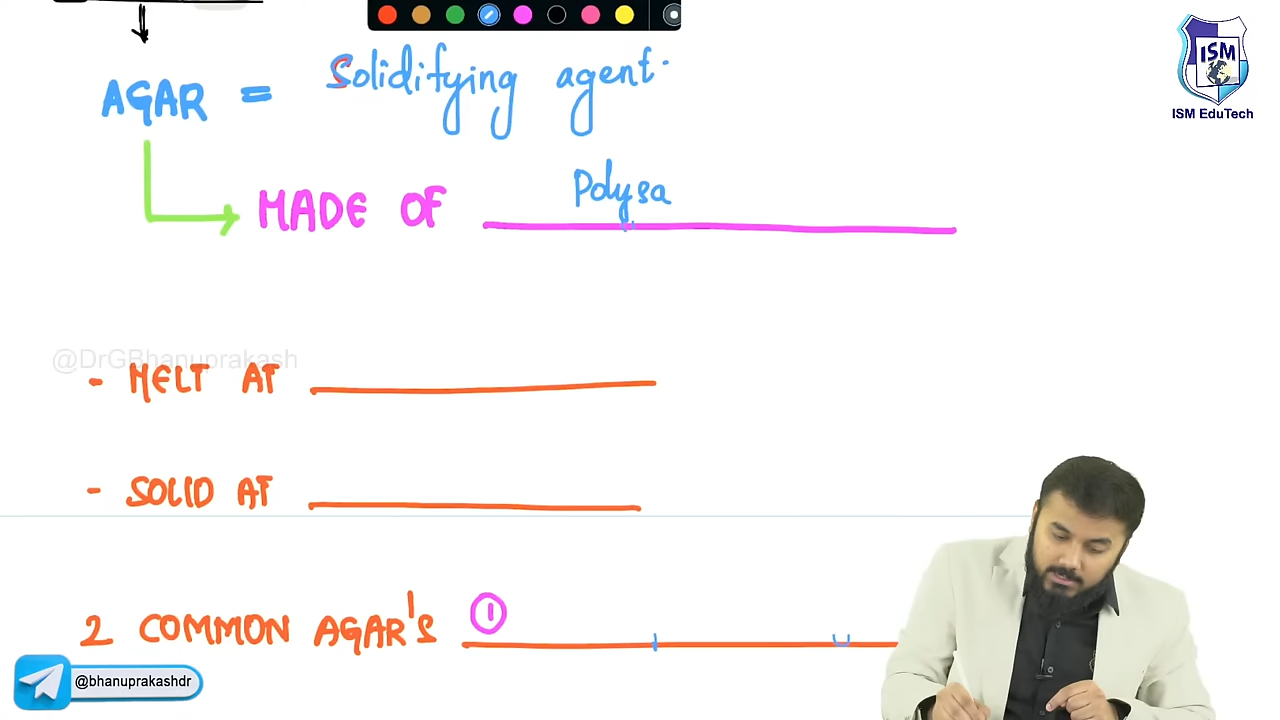 ISM
ISM EduTech
AGAR = Solidifying agent.
MADE OF Polysa
@DrGBhanuprakash
- MELT AT
- SOLID AT
2 COMMON AGAR'S ①
@bhanuprakashdr